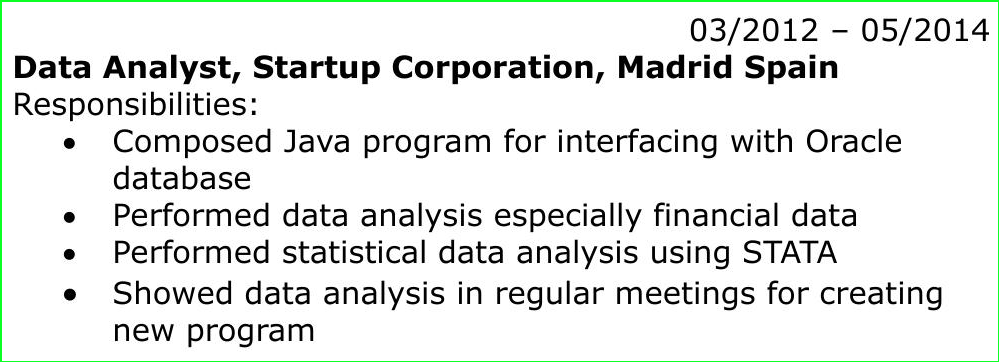 03/2012 – 05/2014
Data Analyst, Startup Corporation, Madrid Spain
Responsibilities:
• Composed Java program for interfacing with Oracle
database
• Performed data analysis especially financial data
• Performed statistical data analysis using STATA
• Showed data analysis in regular meetings for creating
new program